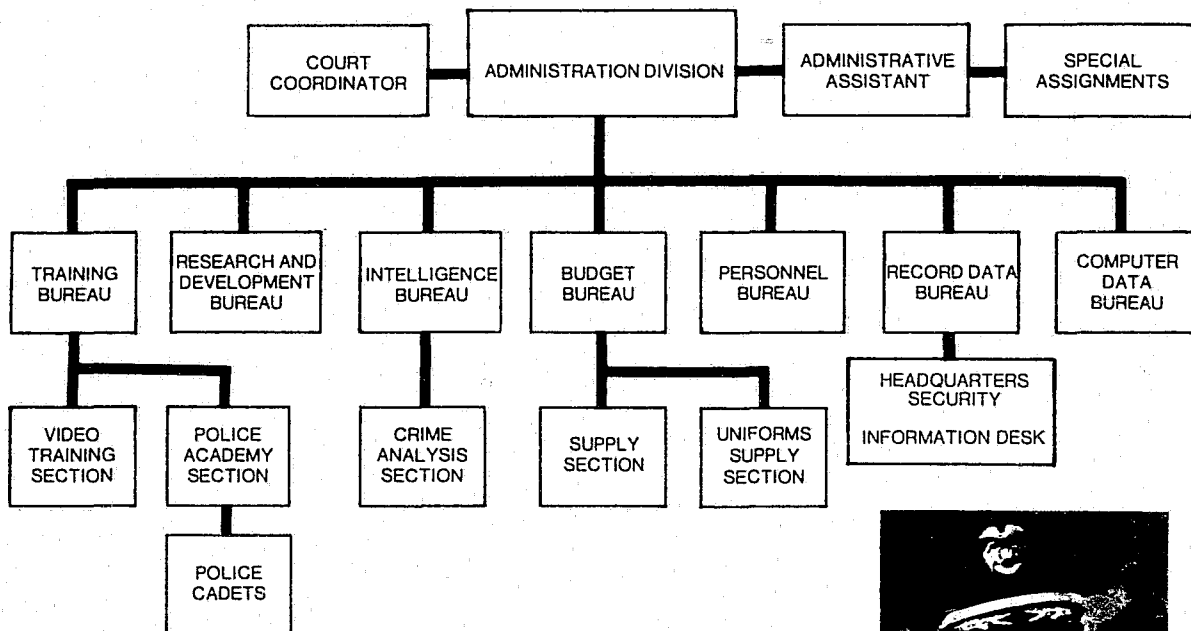 COURT
COORDINATOR
ADMINISTRATION DIVISION
ADMINISTRATIVE
ASSISTANT
SPECIAL
ASSIGNMENTS
TRAINING
BUREAU
RESEARCH AND
DEVELOPMENT
BUREAU
INTELLIGENCE
BUREAU
BUDGET
BUREAU
PERSONNEL
BUREAU
RECORD DATA
BUREAU
COMPUTER
DATA
BUREAU
VIDEO
TRAINING
SECTION
POLICE
ACADEMY
SECTION
CRIME
ANALYSIS
SECTION
SUPPLY
SECTION
UNIFORMS
SUPPLY
SECTION
HEADQUARTERS
SECURITY
INFORMATION DESK
POLICE
CADETS